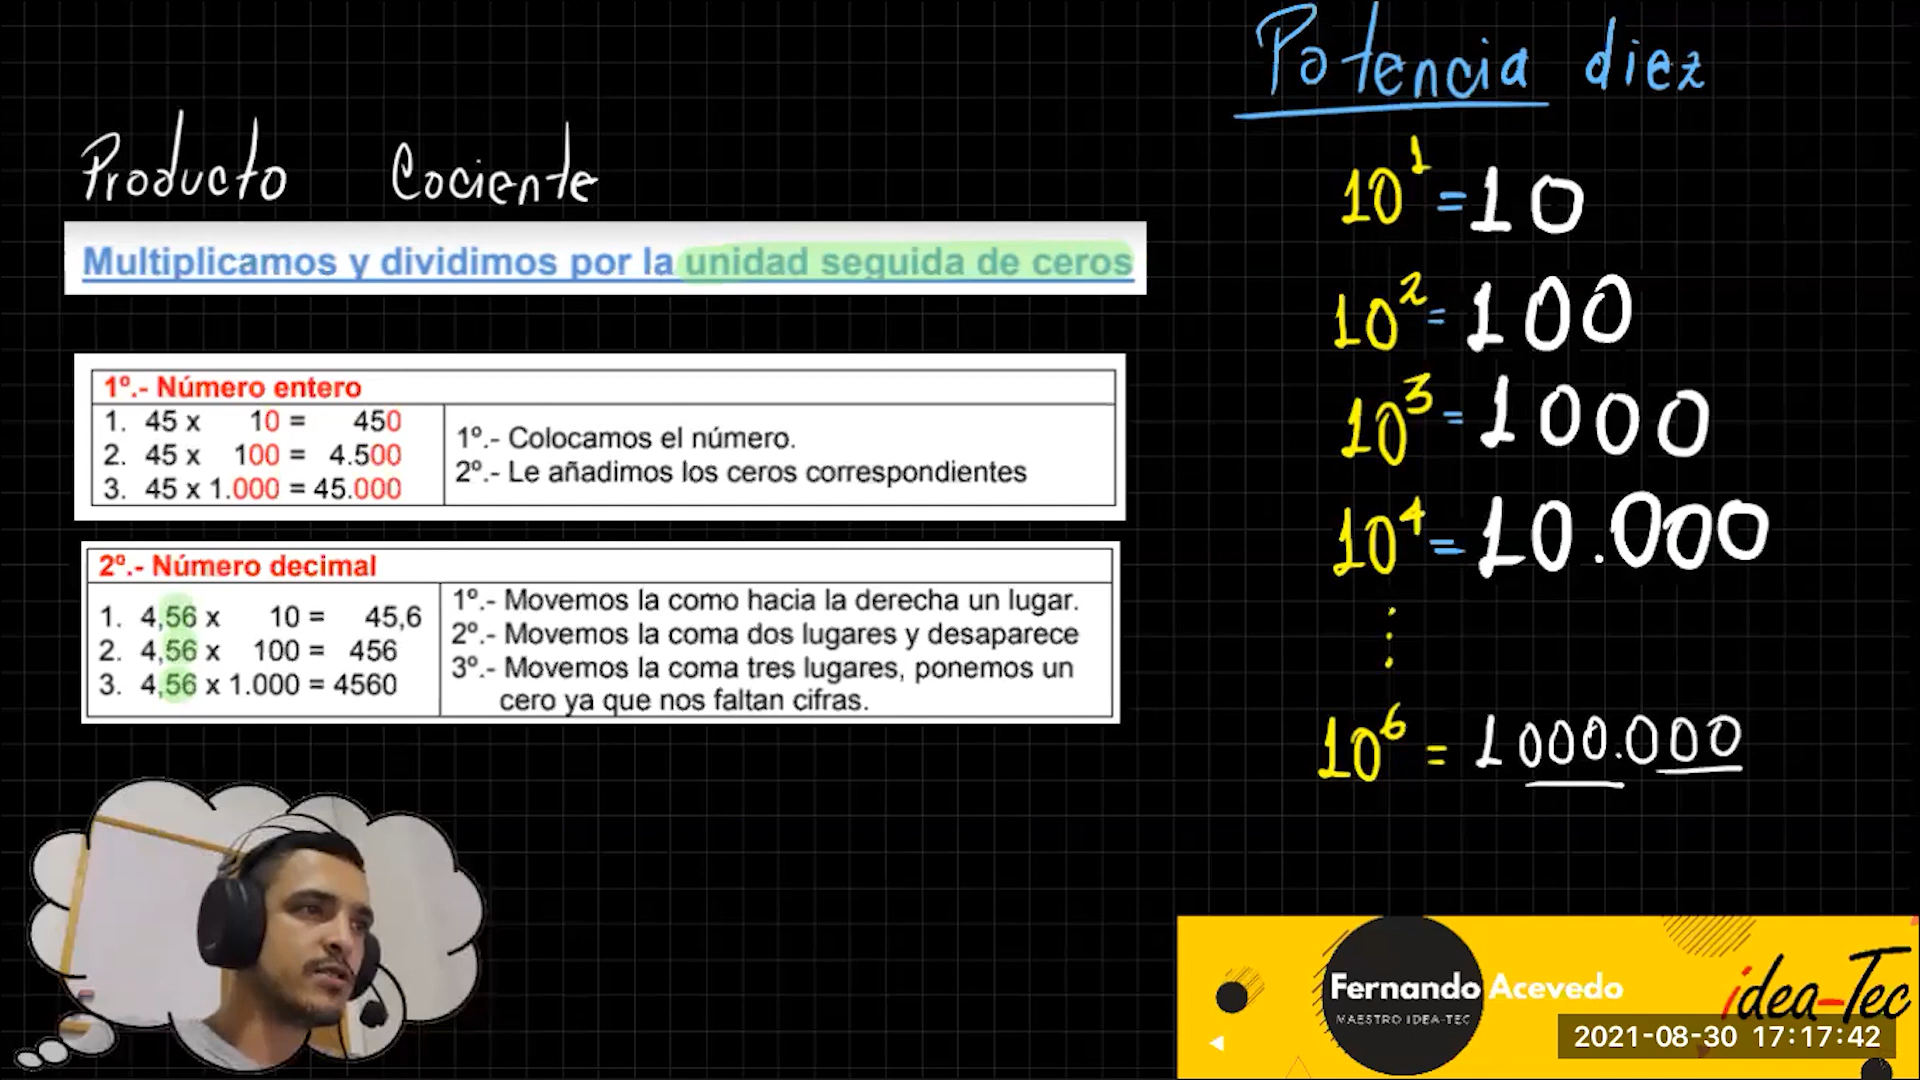 Producto Cociente
Multiplicamos y dividimos por la unidad seguida de ceros
1º.- Número entero
1. 45 x 10 = 450
2. 45 x 100 = 4.500
3. 45 x 1.000 = 45.000
1º.- Colocamos el número.
2º.- Le añadimos los ceros correspondientes
2º.- Número decimal
1. 4,56 x 10 = 45,6
2. 4,56 x 100 = 456
3. 4,56 x 1.000 = 4560
1º.- Movemos la como hacia la derecha un lugar.
2º.- Movemos la coma dos lugares y desaparece
3º.- Movemos la coma tres lugares, ponemos un
cero ya que nos faltan cifras.
Potencia diez
10¹ = 10
10² = 100
10³ = 1000
10⁴ = 10.000
⋮
10⁶ = 1000.000
Fernando Acevedo
MAESTRO IDEA-TEC
idea-Tec
2021-08-30 17:17:42